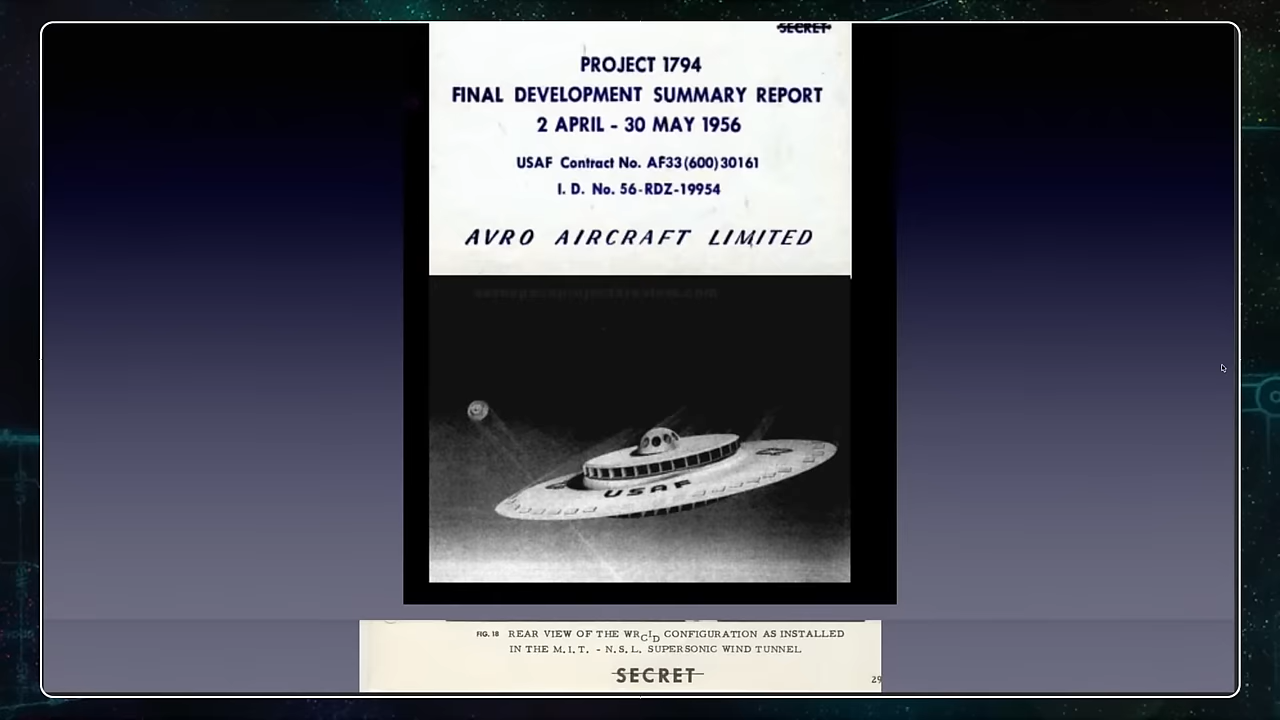 SECRET
PROJECT 1794
FINAL DEVELOPMENT SUMMARY REPORT
2 APRIL - 30 MAY 1956
USAF Contract No. AF33(600)30161
I. D. No. 56-RDZ-19954
AVRO AIRCRAFT LIMITED
USAF
FIG. 18 REAR VIEW OF THE WRCID CONFIGURATION AS INSTALLED
IN THE M.I.T. - N.S.L. SUPERSONIC WIND TUNNEL
SECRET
29